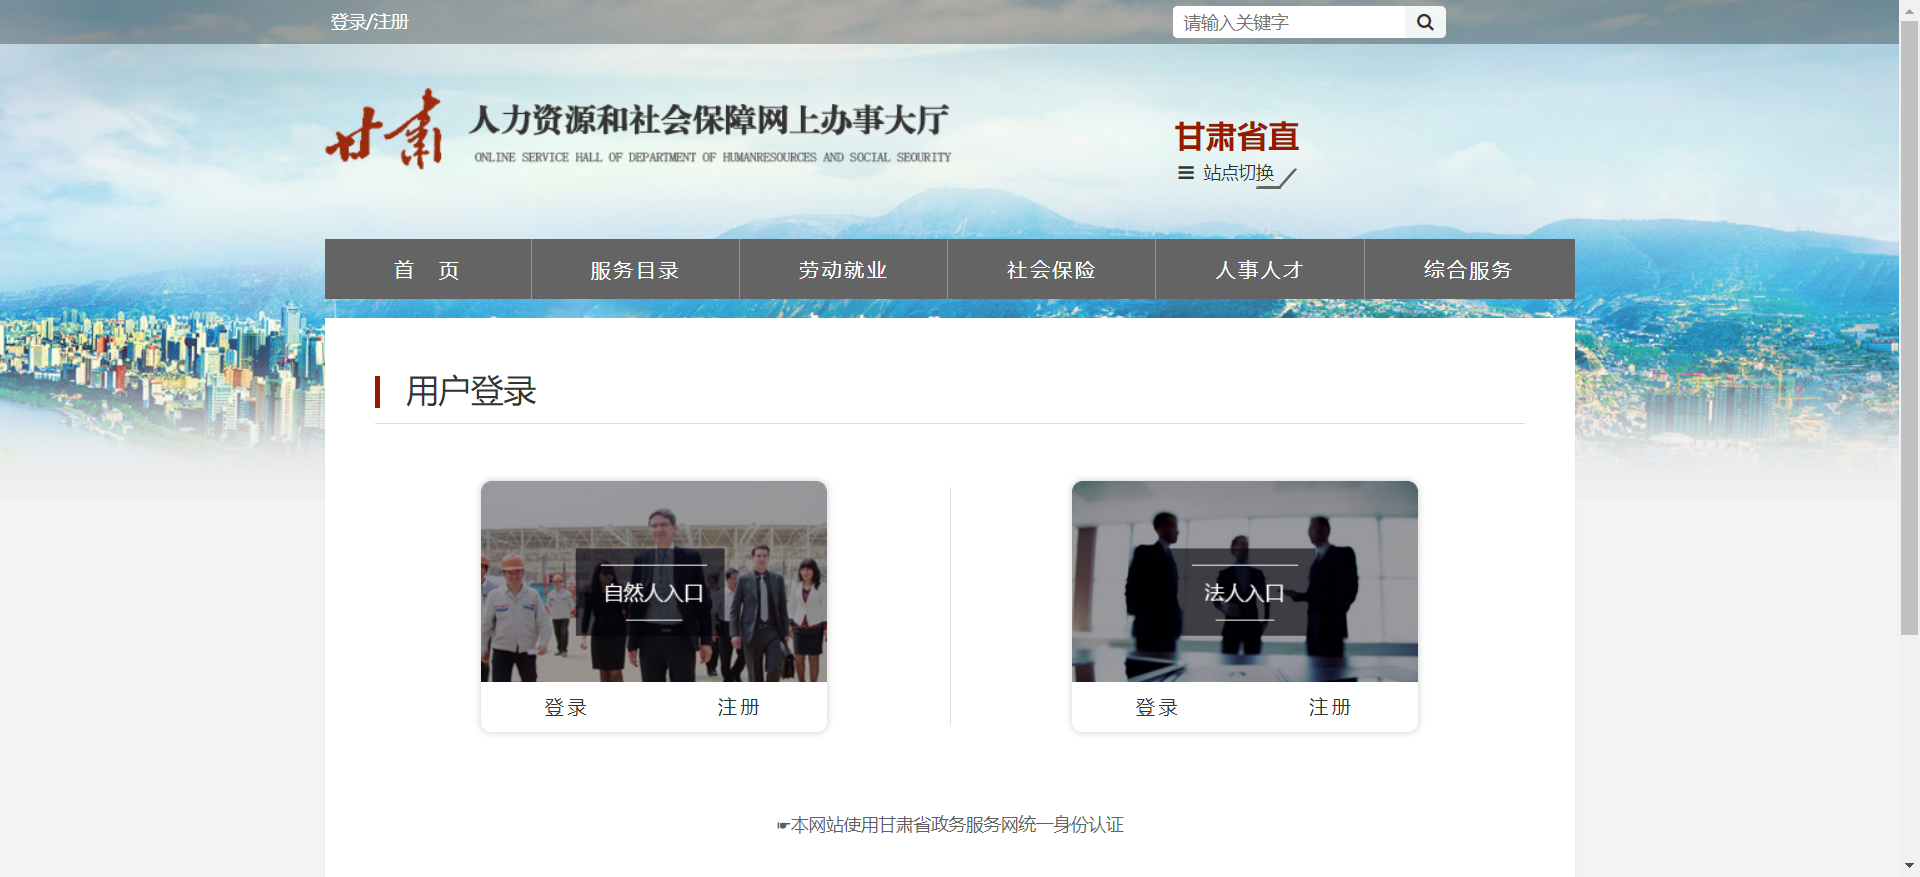 登录/注册
请输入关键字
甘肃 人力资源和社会保障网上办事大厅
ONLINE SERVICE HALL OF DEPARTMENT OF HUMANRESOURCES AND SOCIAL SEOURITY
甘肃省直
站点切换
首 页 服务目录 劳动就业 社会保险 人事人才 综合服务
用户登录
自然人入口
登录 注册
法人入口
登录 注册
☛本网站使用甘肃省政务服务网统一身份认证